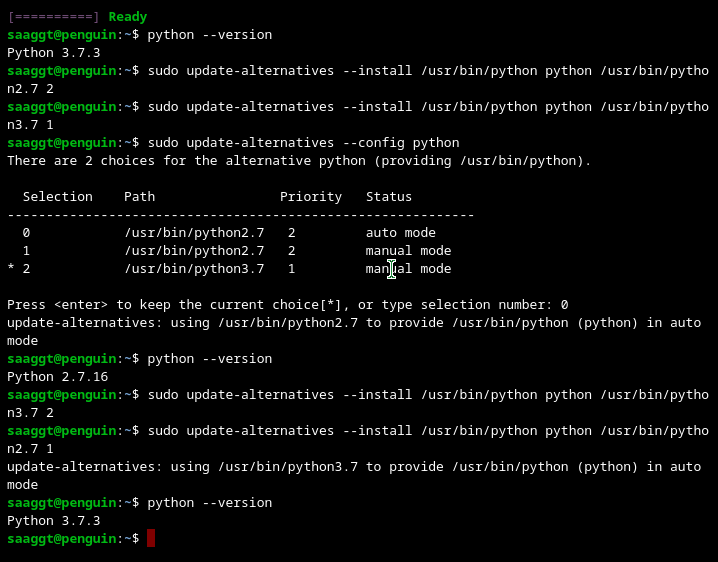 [==========] Ready
saaggt@penguin:~$ python --version
Python 3.7.3
saaggt@penguin:~$ sudo update-alternatives --install /usr/bin/python python /usr/bin/pytho
n2.7 2
saaggt@penguin:~$ sudo update-alternatives --install /usr/bin/python python /usr/bin/pytho
n3.7 1
saaggt@penguin:~$ sudo update-alternatives --config python
There are 2 choices for the alternative python (providing /usr/bin/python).

  Selection    Path                Priority   Status
------------------------------------------------------------
  0            /usr/bin/python2.7   2         auto mode
  1            /usr/bin/python2.7   2         manual mode
* 2            /usr/bin/python3.7   1         manual mode

Press <enter> to keep the current choice[*], or type selection number: 0
update-alternatives: using /usr/bin/python2.7 to provide /usr/bin/python (python) in auto
mode
saaggt@penguin:~$ python --version
Python 2.7.16
saaggt@penguin:~$ sudo update-alternatives --install /usr/bin/python python /usr/bin/pytho
n3.7 2
saaggt@penguin:~$ sudo update-alternatives --install /usr/bin/python python /usr/bin/pytho
n2.7 1
update-alternatives: using /usr/bin/python3.7 to provide /usr/bin/python (python) in auto
mode
saaggt@penguin:~$ python --version
Python 3.7.3
saaggt@penguin:~$